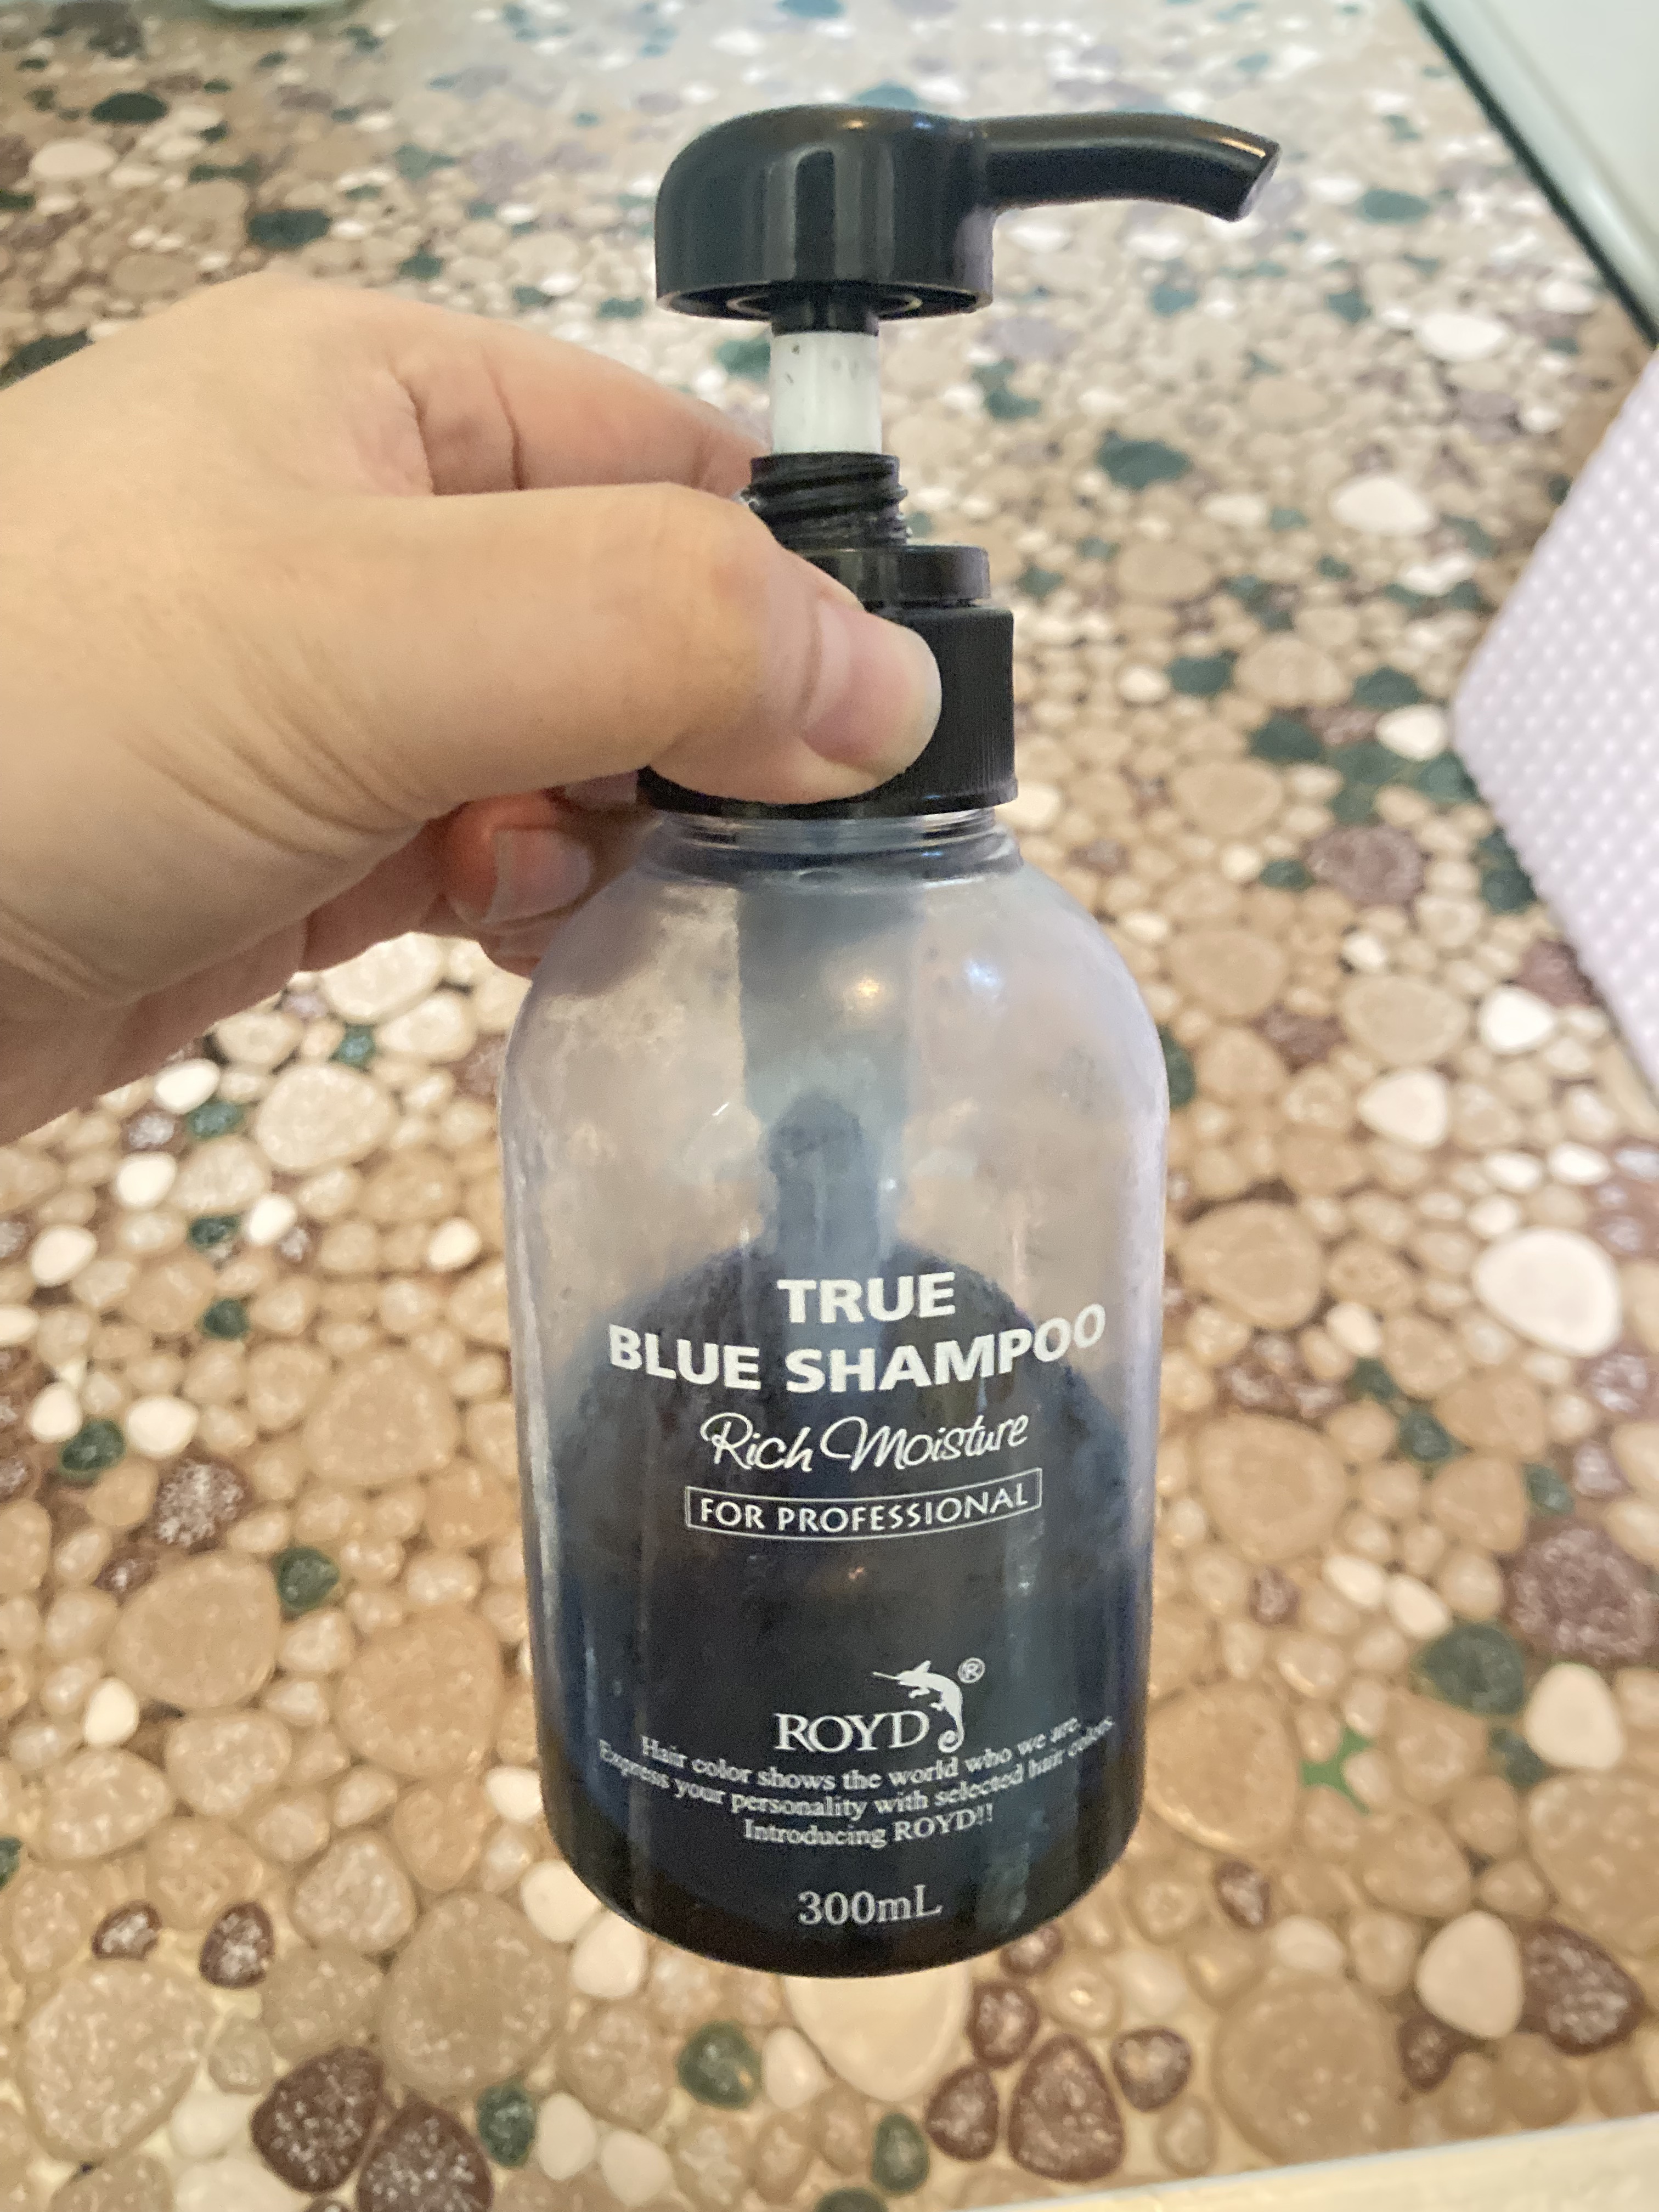 TRUE
BLUE SHAMPOO
Rich Moisture
FOR PROFESSIONAL
ROYD®
Hair color shows the world who we are.
Express your personality with selected hair colors.
Introducing ROYD!!
300mL